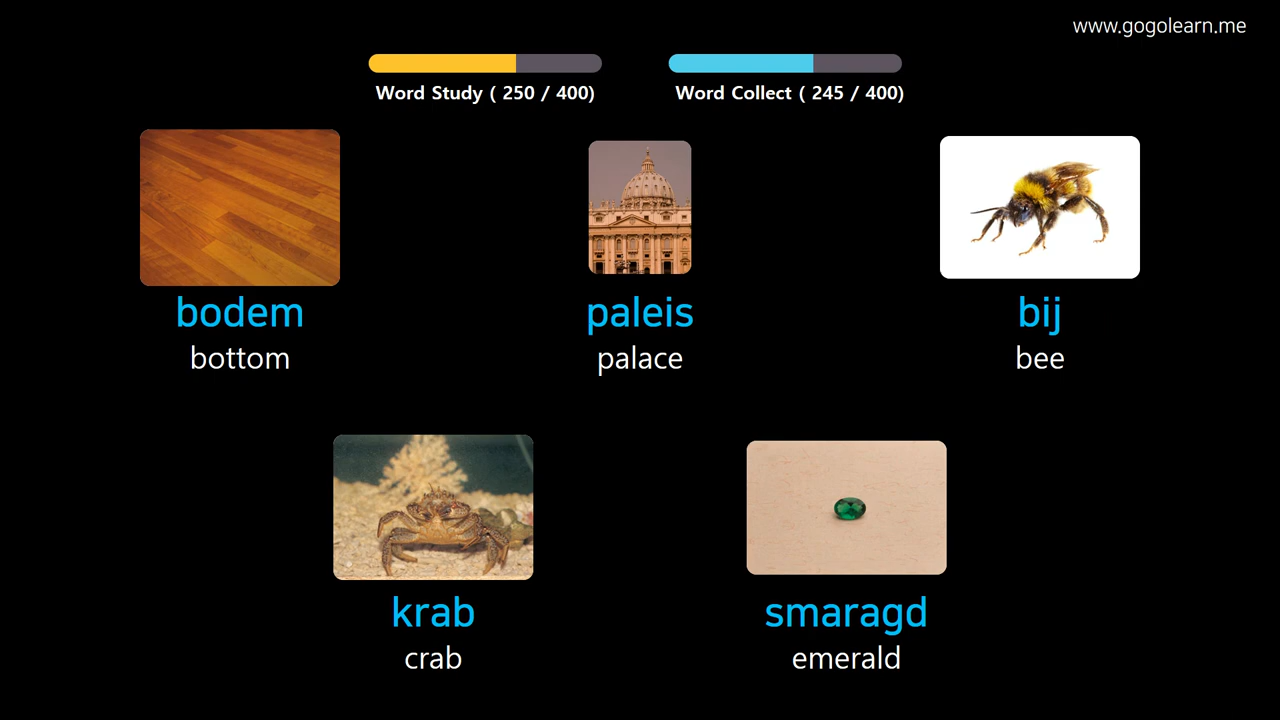 www.gogolearn.me
Word Study ( 250 / 400)
Word Collect ( 245 / 400)
bodem
bottom
paleis
palace
bij
bee
krab
crab
smaragd
emerald